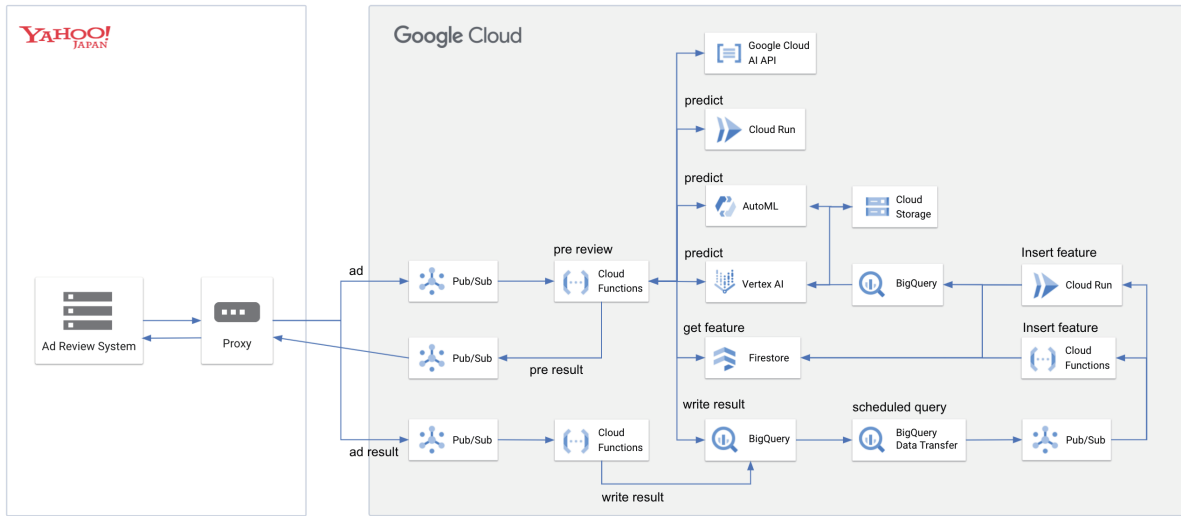 YAHOO!
JAPAN
Google Cloud
Google Cloud
AI API
predict
Cloud Run
predict
AutoML
Cloud
Storage
pre review
predict
Insert feature
ad
Pub/Sub
Cloud
Functions
Vertex AI
BigQuery
Cloud Run
Ad Review System
Proxy
get feature
Insert feature
Pub/Sub
pre result
Firestore
Cloud
Functions
write result
scheduled query
ad result
Pub/Sub
Cloud
Functions
BigQuery
BigQuery
Data Transfer
Pub/Sub
write result